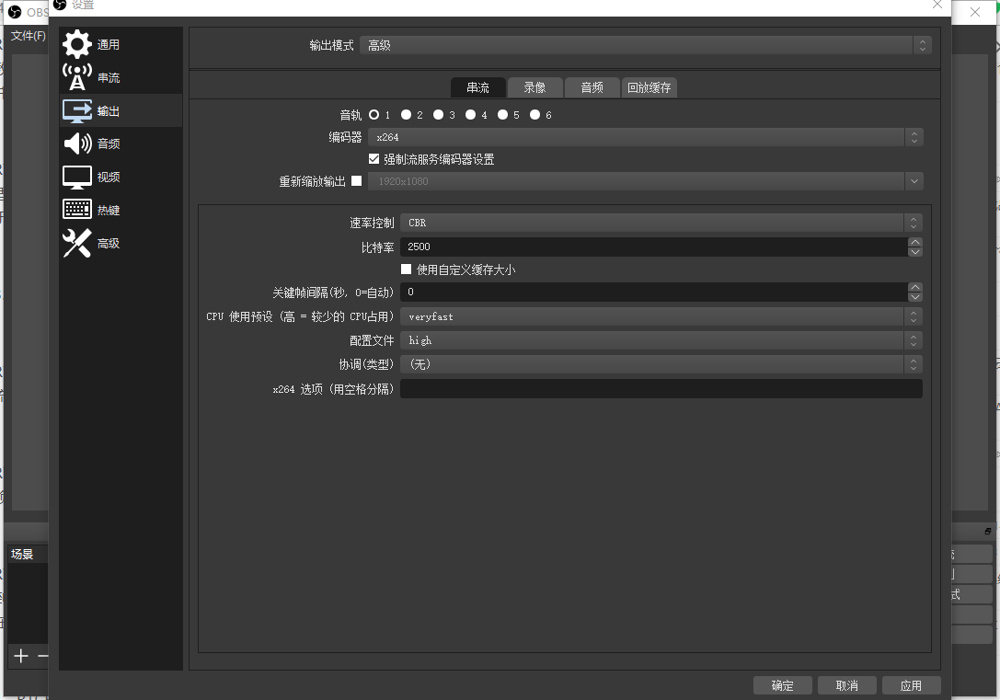 OBS
设置
文件(F)
通用
串流
输出
音频
视频
热键
高级
输出模式 高级
串流 录像 音频 回放缓存
音轨 1 2 3 4 5 6
编码器 x264
强制流服务编码器设置
重新缩放输出 1920x1080
速率控制 CBR
比特率 2500
使用自定义缓存大小
关键帧间隔(秒, 0=自动) 0
CPU 使用预设 (高 = 较少的 CPU占用) veryfast
配置文件 high
协调(类型) (无)
x264 选项 (用空格分隔)
场景
式
确定 取消 应用